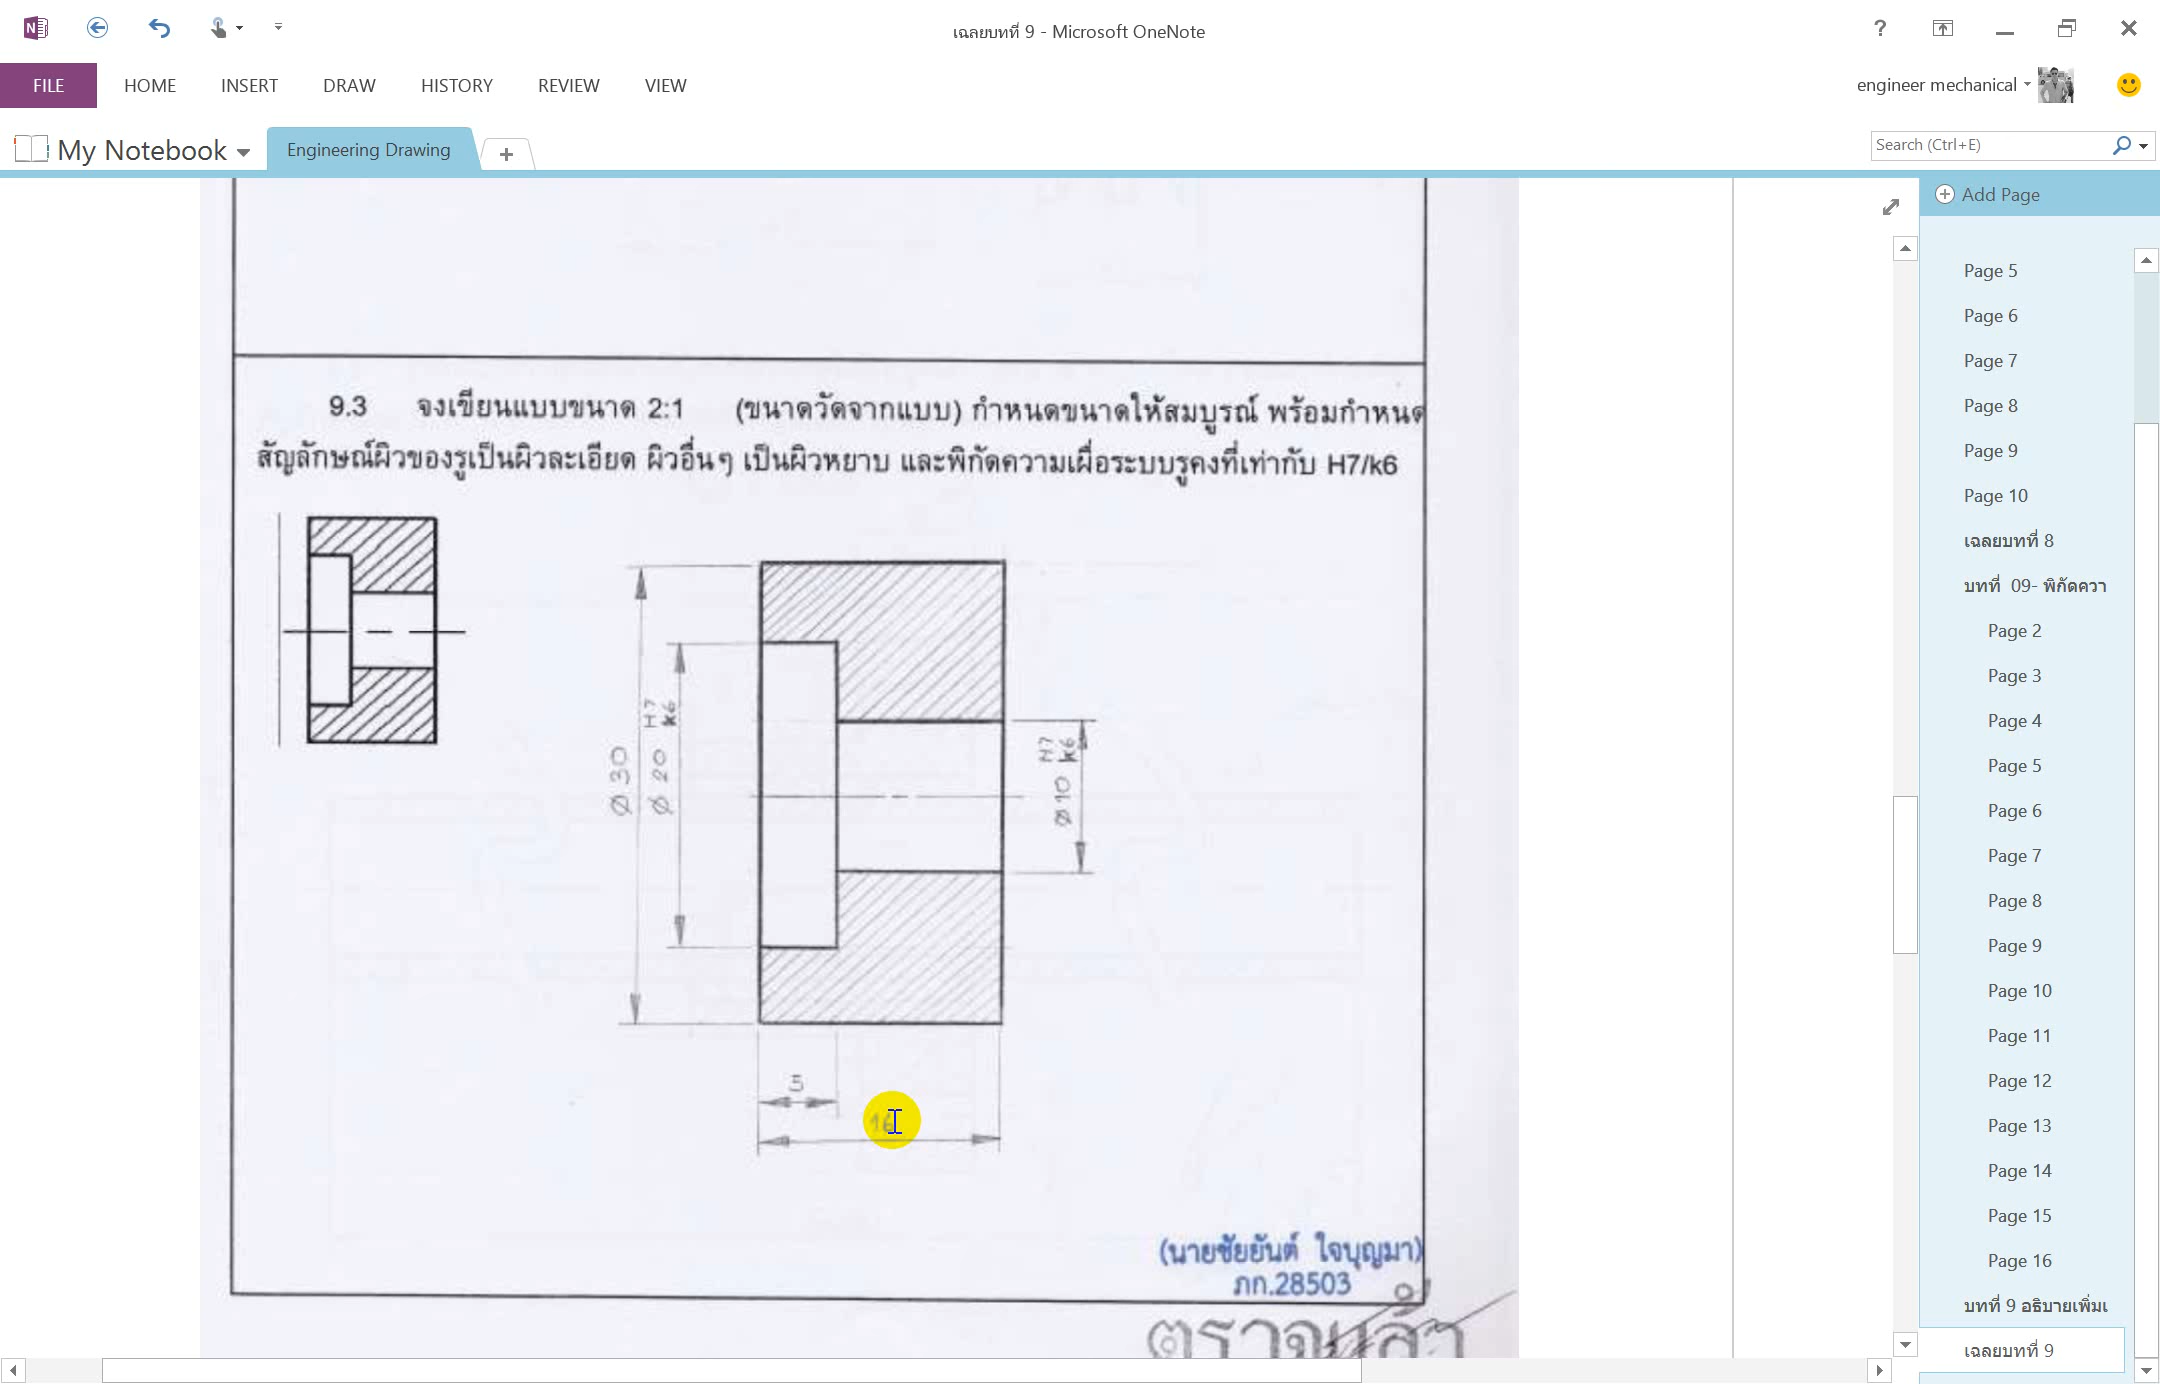 เฉลยบทที่ 9 - Microsoft OneNote
?
FILE
HOME
INSERT
DRAW
HISTORY
REVIEW
VIEW
engineer mechanical
My Notebook
Engineering Drawing
+
Search (Ctrl+E)
Add Page
9.3 จงเขียนแบบขนาด 2:1 (ขนาดวัดจากแบบ) กำหนดขนาดให้สมบูรณ์ พร้อมกำหนด
สัญลักษณ์ผิวของรูเป็นผิวละเอียด ผิวอื่นๆ เป็นผิวหยาบ และพิกัดความเผื่อระบบรูคงที่เท่ากับ H7/k6
Ø 30
Ø 20 H7 k6
Ø 10 H7 k6
5
16
(นายชัยยันต์ ใจบุญมา)
ภก.28503
ตรวจแล้ว
Page 5
Page 6
Page 7
Page 8
Page 9
Page 10
เฉลยบทที่ 8
บทที่ 09- พิกัดควา
Page 2
Page 3
Page 4
Page 5
Page 6
Page 7
Page 8
Page 9
Page 10
Page 11
Page 12
Page 13
Page 14
Page 15
Page 16
บทที่ 9 อธิบายเพิ่มเ
เฉลยบทที่ 9